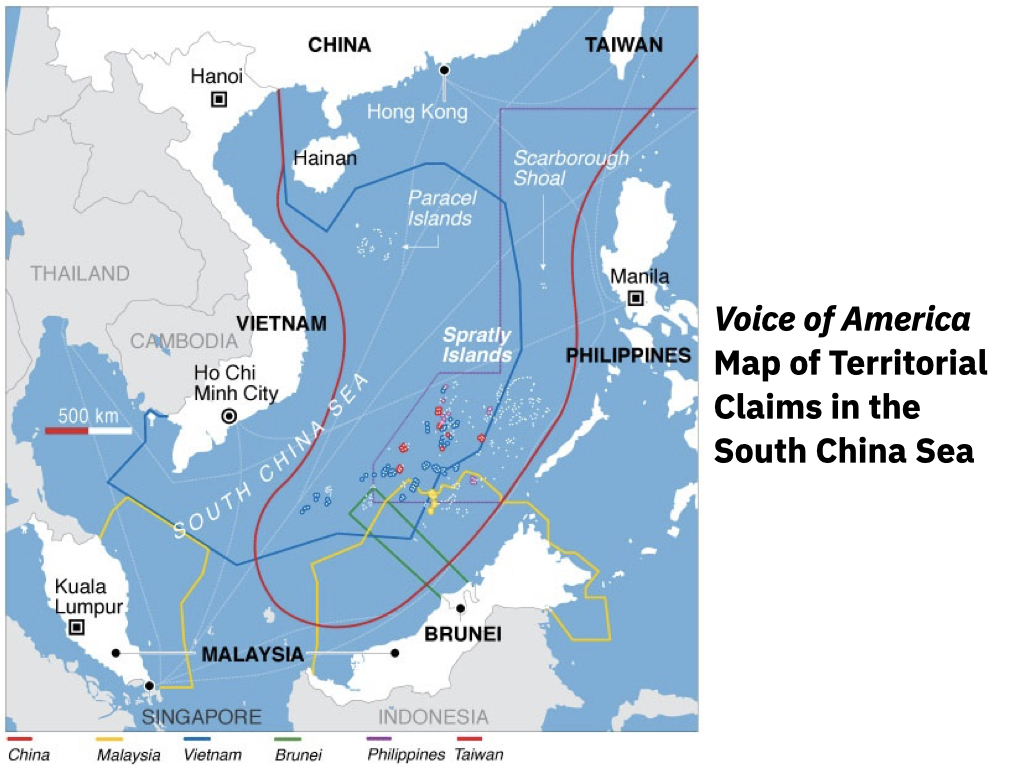 CHINA
TAIWAN
Hanoi
Hong Kong
Hainan
Scarborough
Shoal
Paracel
Islands
THAILAND
Manila
VIETNAM
CAMBODIA
Spratly
Islands
PHILIPPINES
Ho Chi
Minh City
500 km
SOUTH CHINA SEA
Kuala
Lumpur
BRUNEI
MALAYSIA
SINGAPORE
INDONESIA
China
Malaysia
Vietnam
Brunei
Philippines
Taiwan
Voice of America
Map of Territorial
Claims in the
South China Sea